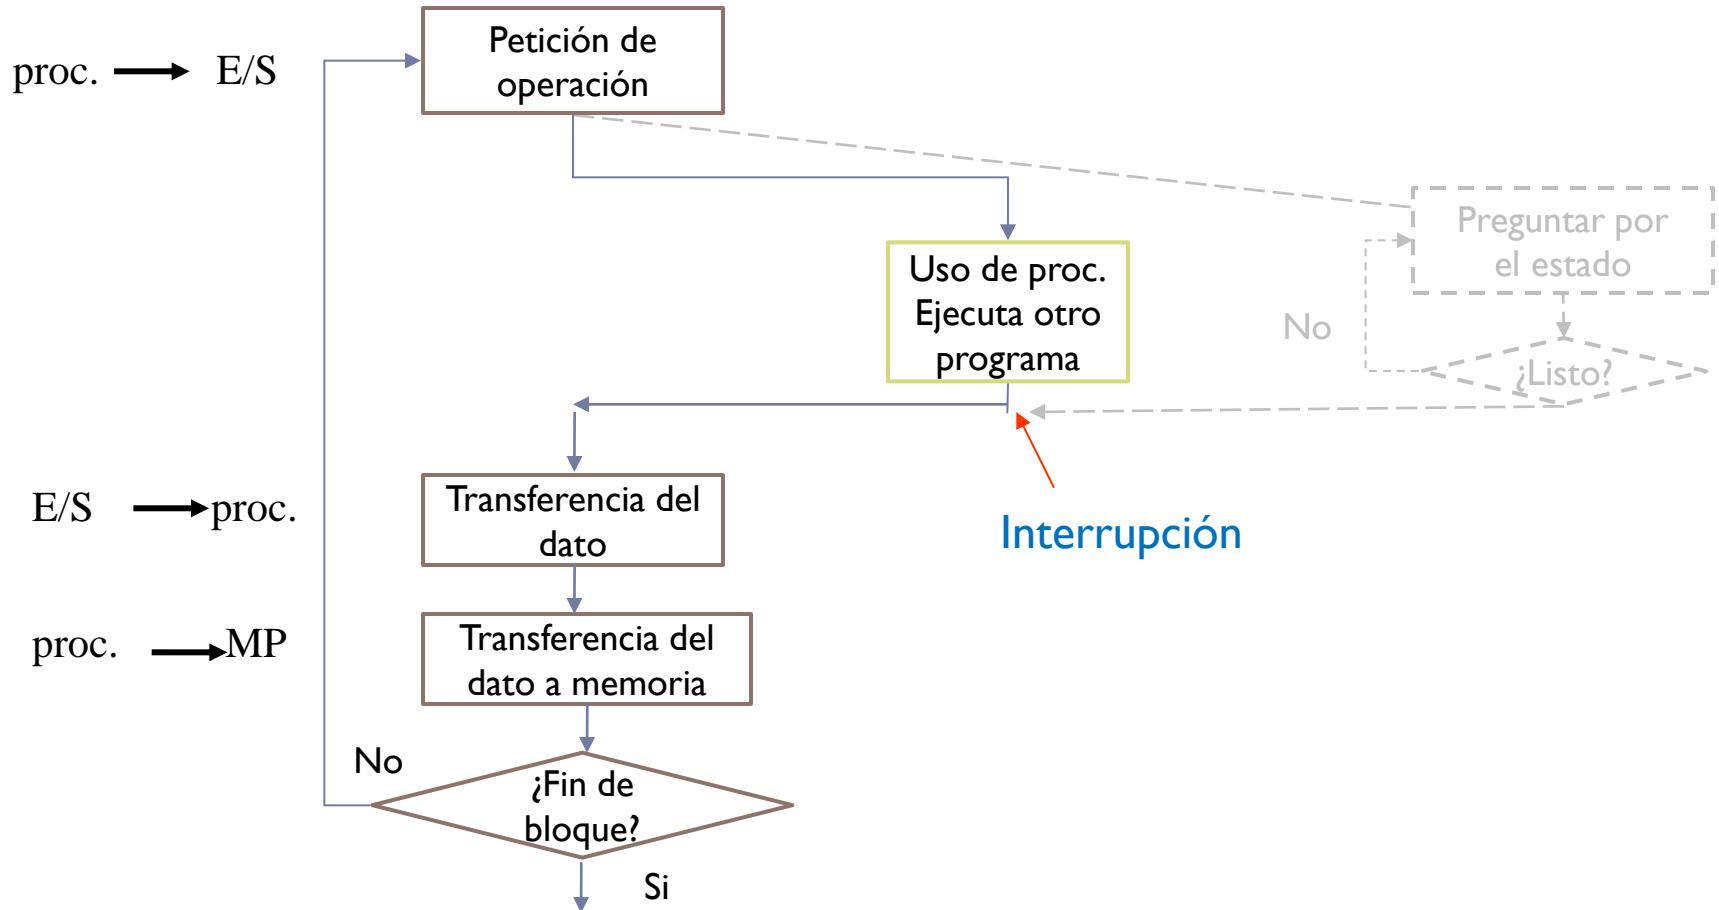 Petición de
operación
proc. E/S
Preguntar por
el estado
Uso de proc.
Ejecuta otro
programa
No
¿Listo?
E/S proc.
Transferencia del
dato
Interrupción
proc. MP
Transferencia del
dato a memoria
No
¿Fin de
bloque?
Si